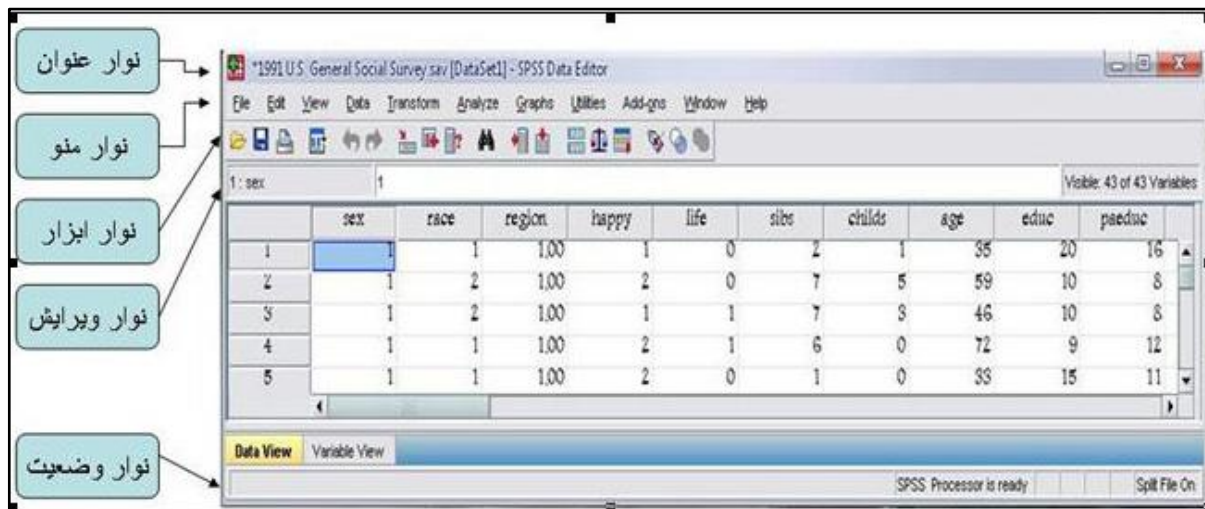 نوار عنوان
*1991 U.S. General Social Survey.sav [DataSet1] - SPSS Data Editor
نوار منو
File Edit View Data Transform Analyze Graphs Utilities Add-ons Window Help
نوار ابزار
نوار ویرایش
1 : sex 1 Visible: 43 of 43 Variables
sex race region happy life sibs childs age educ paeduc
1 1 1 1,00 1 0 2 1 35 20 16
2 1 2 1,00 2 0 7 5 59 10 8
3 1 2 1,00 1 1 7 3 46 10 8
4 1 1 1,00 2 1 6 0 72 9 12
5 1 1 1,00 2 0 1 0 33 15 11
Data View Variable View
نوار وضعیت
SPSS Processor is ready Split File On